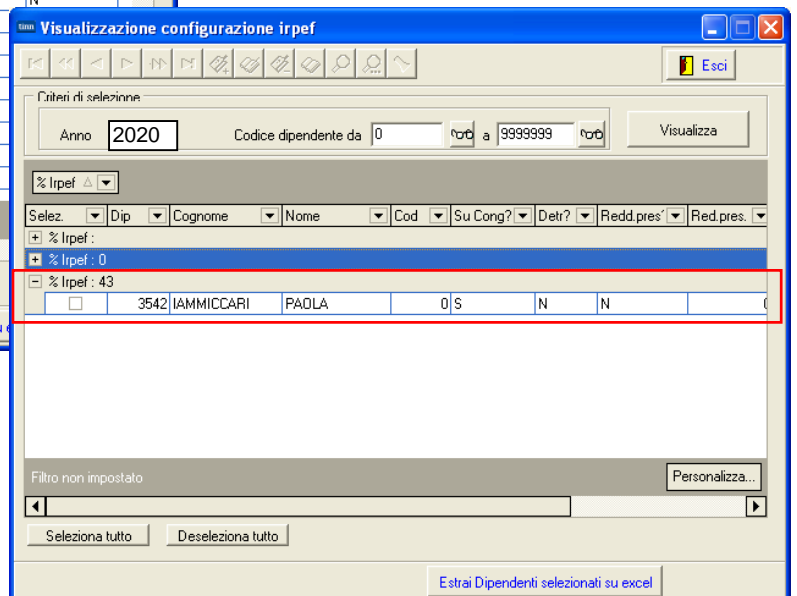 N
tinn Visualizzazione configurazione irpef
Esci
Criteri di selezione
Anno 2020 Codice dipendente da 0 a 9999999 Visualizza
% Irpef
Selez. Dip Cognome Nome Cod Su Cong? Detr? Redd.pres' Red.pres.
% Irpef :
% Irpef : 0
% Irpef : 43
3542 IAMMICCARI PAOLA 0 S N N
Filtro non impostato Personalizza...
Seleziona tutto Deseleziona tutto
Estrai Dipendenti selezionati su excel